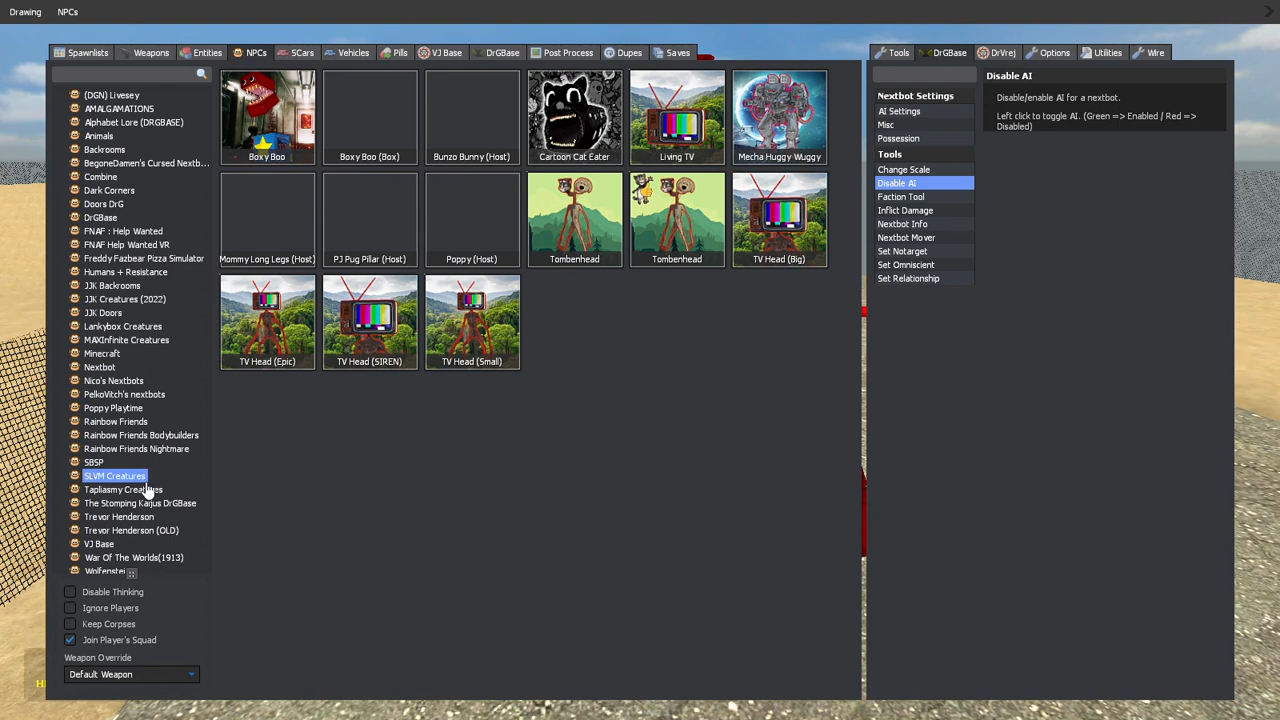 Drawing NPCs
Spawnlists Weapons Entities NPCs SCars Vehicles Pills VJ Base DrGBase Post Process Dupes Saves
Tools DrGBase DrVrej Options Utilities Wire
(DGN) Livesey
AMALGAMATIONS
Alphabet Lore (DRGBASE)
Animals
Backrooms
BegoneDamen's Cursed Nextb...
Combine
Dark Corners
Doors DrG
DrGBase
FNAF : Help Wanted
FNAF Help Wanted VR
Freddy Fazbear Pizza Simulator
Humans + Resistance
JJK Backrooms
JJK Creatures (2022)
JJK Doors
Lankybox Creatures
MAXInfinite Creatures
Minecraft
Nextbot
Nico's Nextbots
PelkoVitch's nextbots
Poppy Playtime
Rainbow Friends
Rainbow Friends Bodybuilders
Rainbow Friends Nightmare
SBSP
SLVM Creatures
Tapliasmy Creatures
The Stomping Kaijus DrGBase
Trevor Henderson
Trevor Henderson (OLD)
VJ Base
War Of The Worlds(1913)
Disable Thinking
Ignore Players
Keep Corpses
Join Player's Squad
Weapon Override
Default Weapon
Boxy Boo
Boxy Boo (Box)
Bunzo Bunny (Host)
Cartoon Cat Eater
Living TV
Mecha Huggy Wuggy
Mommy Long Legs (Host)
PJ Pug Pillar (Host)
Poppy (Host)
Tombenhead
Tombenhead
TV Head (Big)
TV Head (Epic)
TV Head (SIREN)
TV Head (Small)
Nextbot Settings
AI Settings
Misc
Possession
Tools
Change Scale
Disable AI
Faction Tool
Inflict Damage
Nextbot Info
Nextbot Mover
Set Notarget
Set Omniscient
Set Relationship
Disable AI
Disable/enable AI for a nextbot.
Left click to toggle AI. (Green => Enabled / Red =>
Disabled)